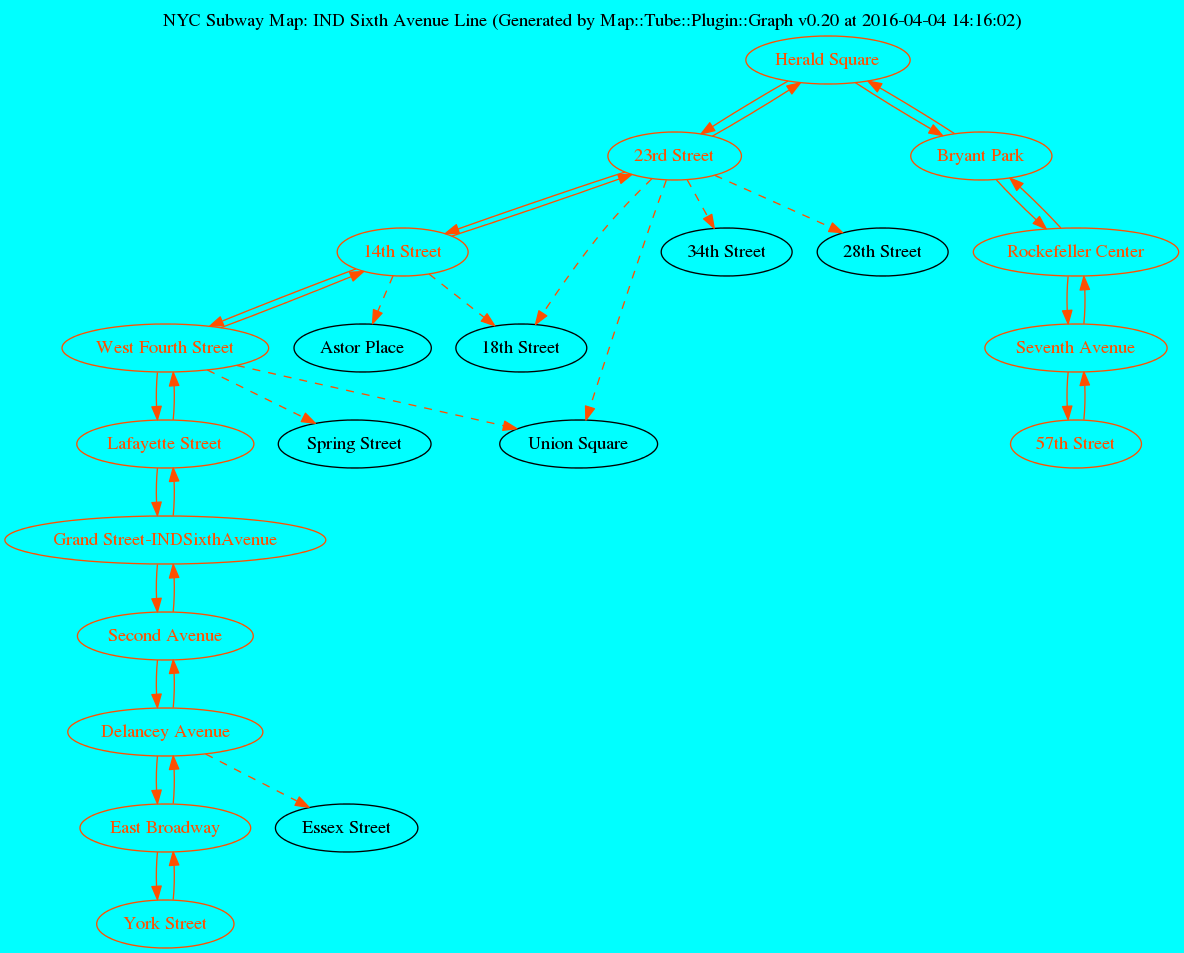 NYC Subway Map: IND Sixth Avenue Line (Generated by Map::Tube::Plugin::Graph v0.20 at 2016-04-04 14:16:02)
Herald Square
23rd Street
Bryant Park
14th Street
34th Street
28th Street
Rockefeller Center
West Fourth Street
Astor Place
18th Street
Seventh Avenue
Lafayette Street
Spring Street
Union Square
57th Street
Grand Street-INDSixthAvenue
Second Avenue
Delancey Avenue
East Broadway
Essex Street
York Street